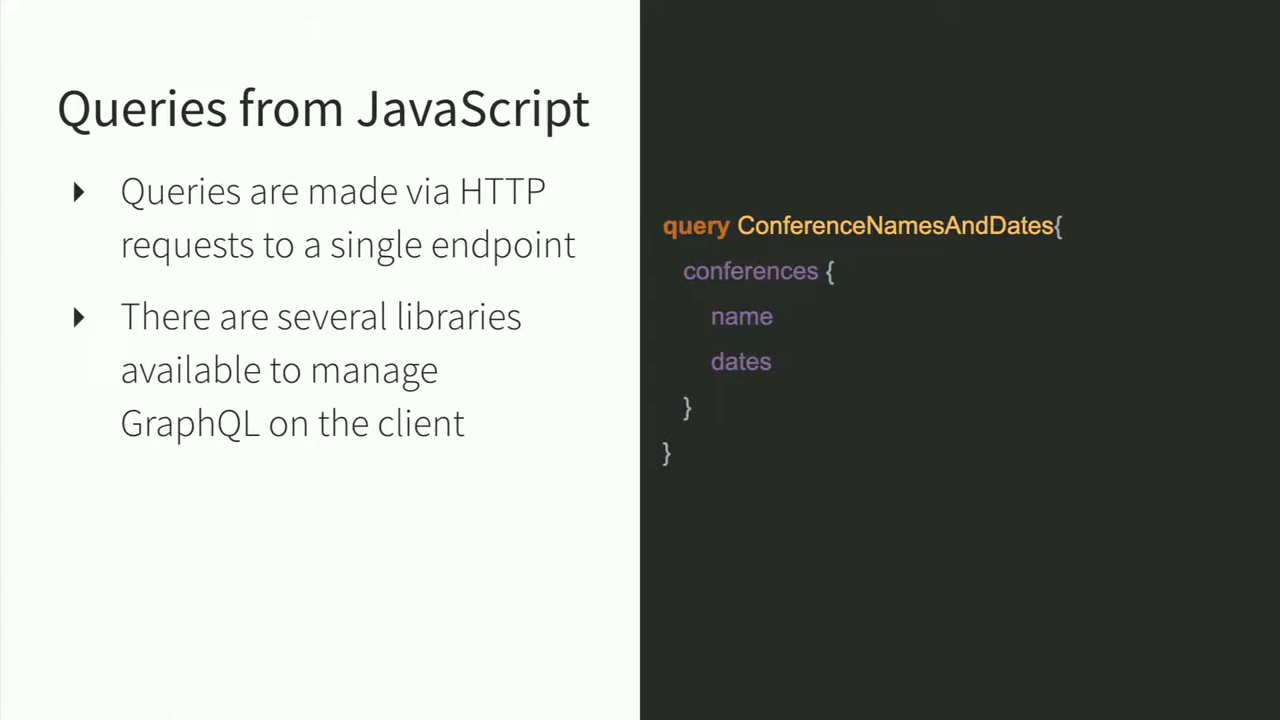 Queries from JavaScript
Queries are made via HTTP
requests to a single endpoint
There are several libraries
available to manage
GraphQL on the client
query ConferenceNamesAndDates{
conferences {
name
dates
}
}